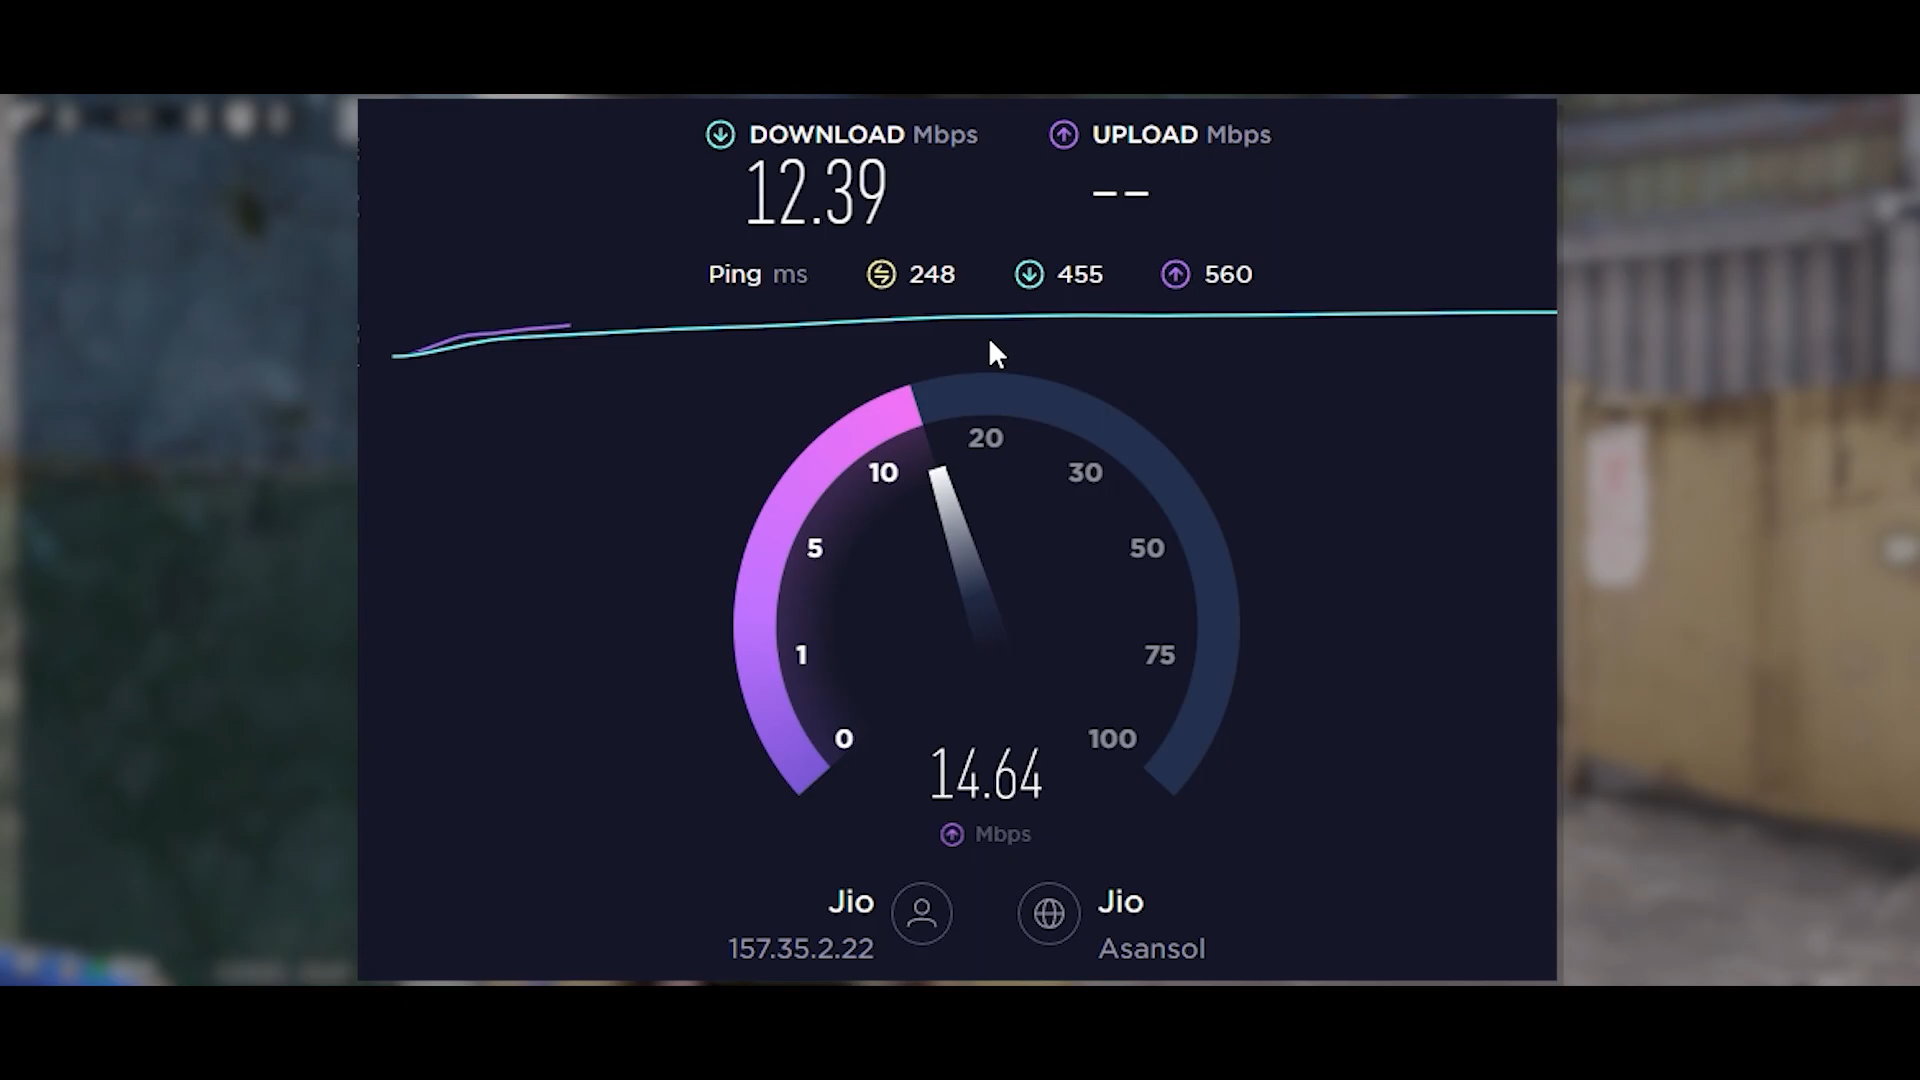 DOWNLOAD Mbps
12.39
UPLOAD Mbps
– –
Ping ms 248 455 560
0
1
5
10
20
30
50
75
100
14.64
Mbps
Jio
157.35.2.22
Jio
Asansol